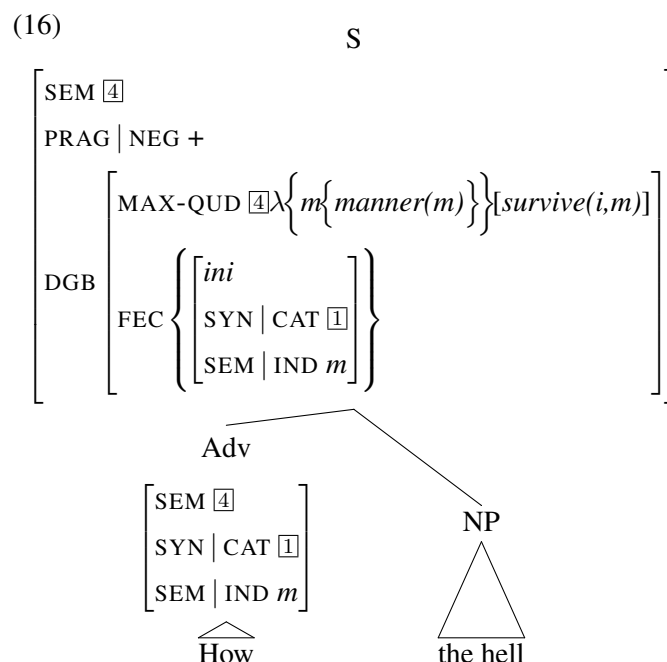 (16)
S
SEM 4
PRAG | NEG +
MAX-QUD 4λ{m{manner(m)}}[survive(i,m)]
DGB
ini
FEC
SYN | CAT 1
SEM | IND m
Adv
SEM 4
SYN | CAT 1
SEM | IND m
NP
How
the hell